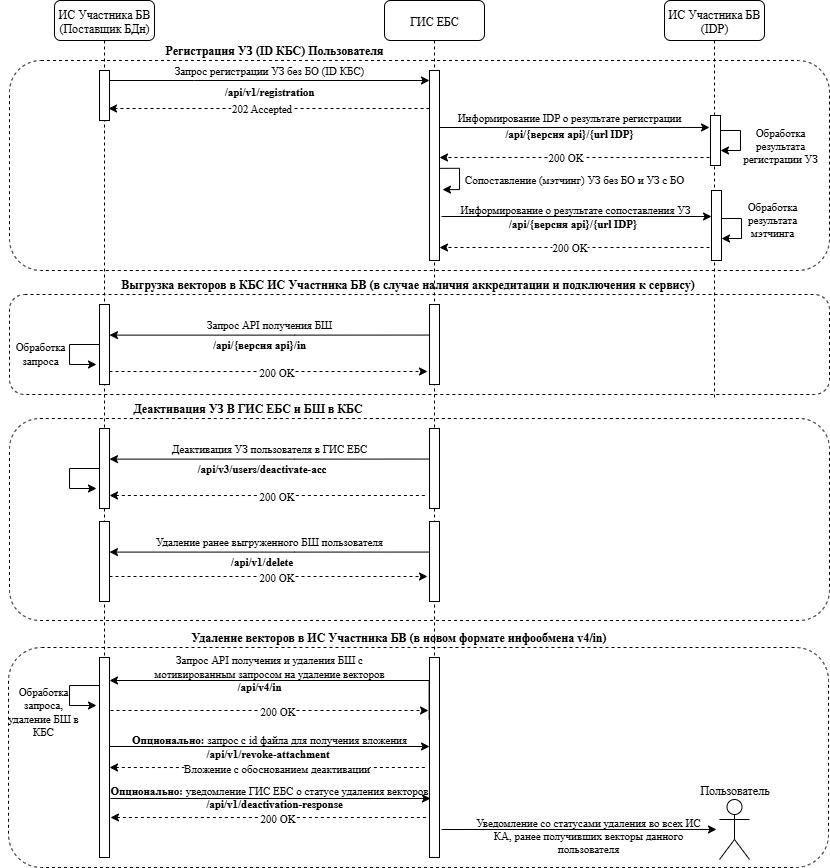 ИС Участника БВ
(Поставщик БДн)
ГИС ЕБС
ИС Участника БВ
(IDP)
Регистрация УЗ (ID КБС) Пользователя
Запрос регистрации УЗ без БО (ID КБС)
/api/v1/registration
202 Accepted
Информирование IDP о результате регистрации
/api/{версия api}/{url IDP}
200 OK
Обработка
результата
регистрации УЗ
Сопоставление (мэтчинг) УЗ без БО и УЗ с БО
Информирование о результате сопоставления УЗ
/api/{версия api}/{url IDP}
200 OK
Обработка
результата
мэтчинга
Выгрузка векторов в КБС ИС Участника БВ (в случае наличия аккредитации и подключения к сервису)
Запрос API получения БШ
/api/{версия api}/in
200 OK
Обработка
запроса
Деактивация УЗ В ГИС ЕБС и БШ в КБС
Деактивация УЗ пользователя в ГИС ЕБС
/api/v3/users/deactivate-acc
200 OK
Удаление ранее выгруженного БШ пользователя
/api/v1/delete
200 OK
Удаление векторов в ИС Участника БВ (в новом формате инфообмена v4/in)
Запрос API получения и удаления БШ с
мотивированным запросом на удаление векторов
/api/v4/in
200 OK
Обработка
запроса,
удаление БШ в
КБС
Опционально: запрос с id файла для получения вложения
/api/v1/revoke-attachment
Вложение с обоснованием деактивации
Опционально: уведомление ГИС ЕБС о статусе удаления векторов
/api/v1/deactivation-response
200 OK
Пользователь
Уведомление со статусами удаления во всех ИС
КА, ранее получивших векторы данного
пользователя